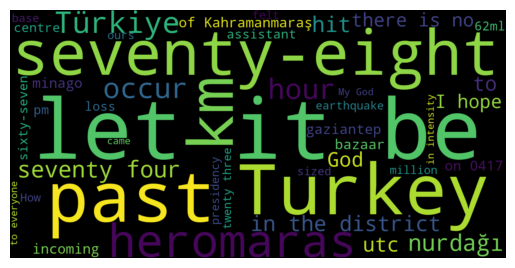 of Kahramanmaraş
base
felt
centre
Türkiye
hit
there is no
62ml
ours
assistant
seventy-eight
minago
occur
hour
to
sixty-seven
pm
loss
km
My God
I hope
earthquake
let it be
came
gaziantep
in intensity
bazaar
God
seventy four
past
twenty three
presidency
sized
million
on 0417
Turkey
to everyone
How
in the district
heromaras
utc
nurdağı
incoming